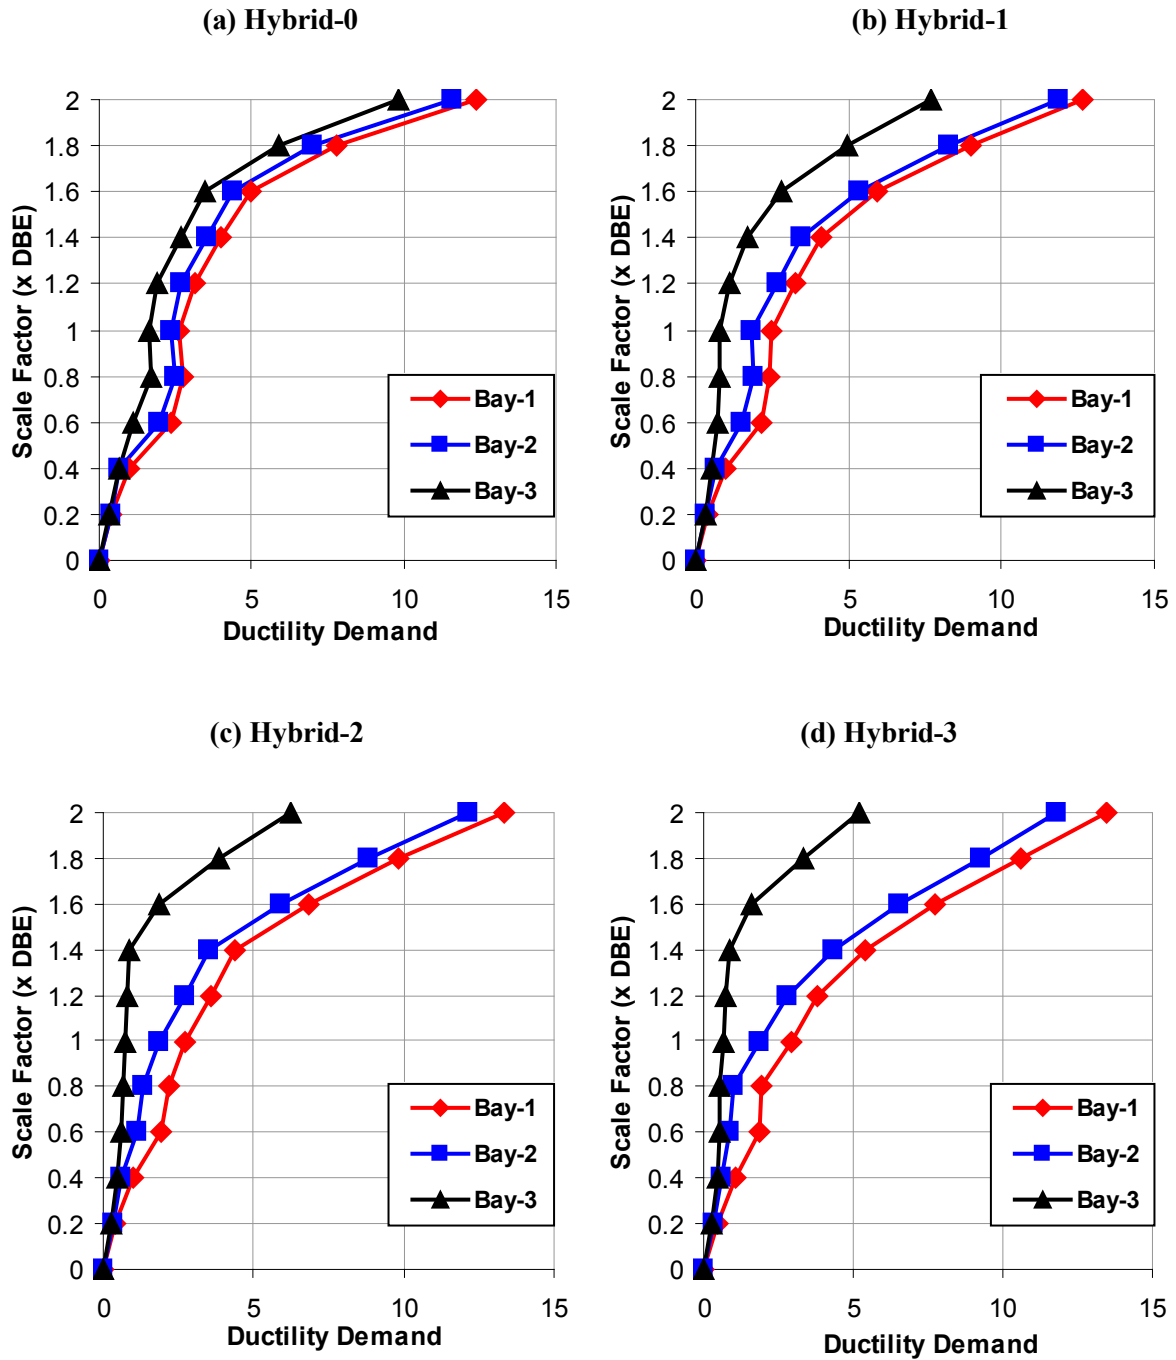 (a) Hybrid-0
Scale Factor (x DBE)
2
1.8
1.6
1.4
1.2
1
0.8
0.6
0.4
0.2
0
0 5 10 15
Ductility Demand
Bay-1
Bay-2
Bay-3
(b) Hybrid-1
Scale Factor (x DBE)
2
1.8
1.6
1.4
1.2
1
0.8
0.6
0.4
0.2
0
0 5 10 15
Ductility Demand
Bay-1
Bay-2
Bay-3
(c) Hybrid-2
Scale Factor (x DBE)
2
1.8
1.6
1.4
1.2
1
0.8
0.6
0.4
0.2
0
0 5 10 15
Ductility Demand
Bay-1
Bay-2
Bay-3
(d) Hybrid-3
Scale Factor (x DBE)
2
1.8
1.6
1.4
1.2
1
0.8
0.6
0.4
0.2
0
0 5 10 15
Ductility Demand
Bay-1
Bay-2
Bay-3